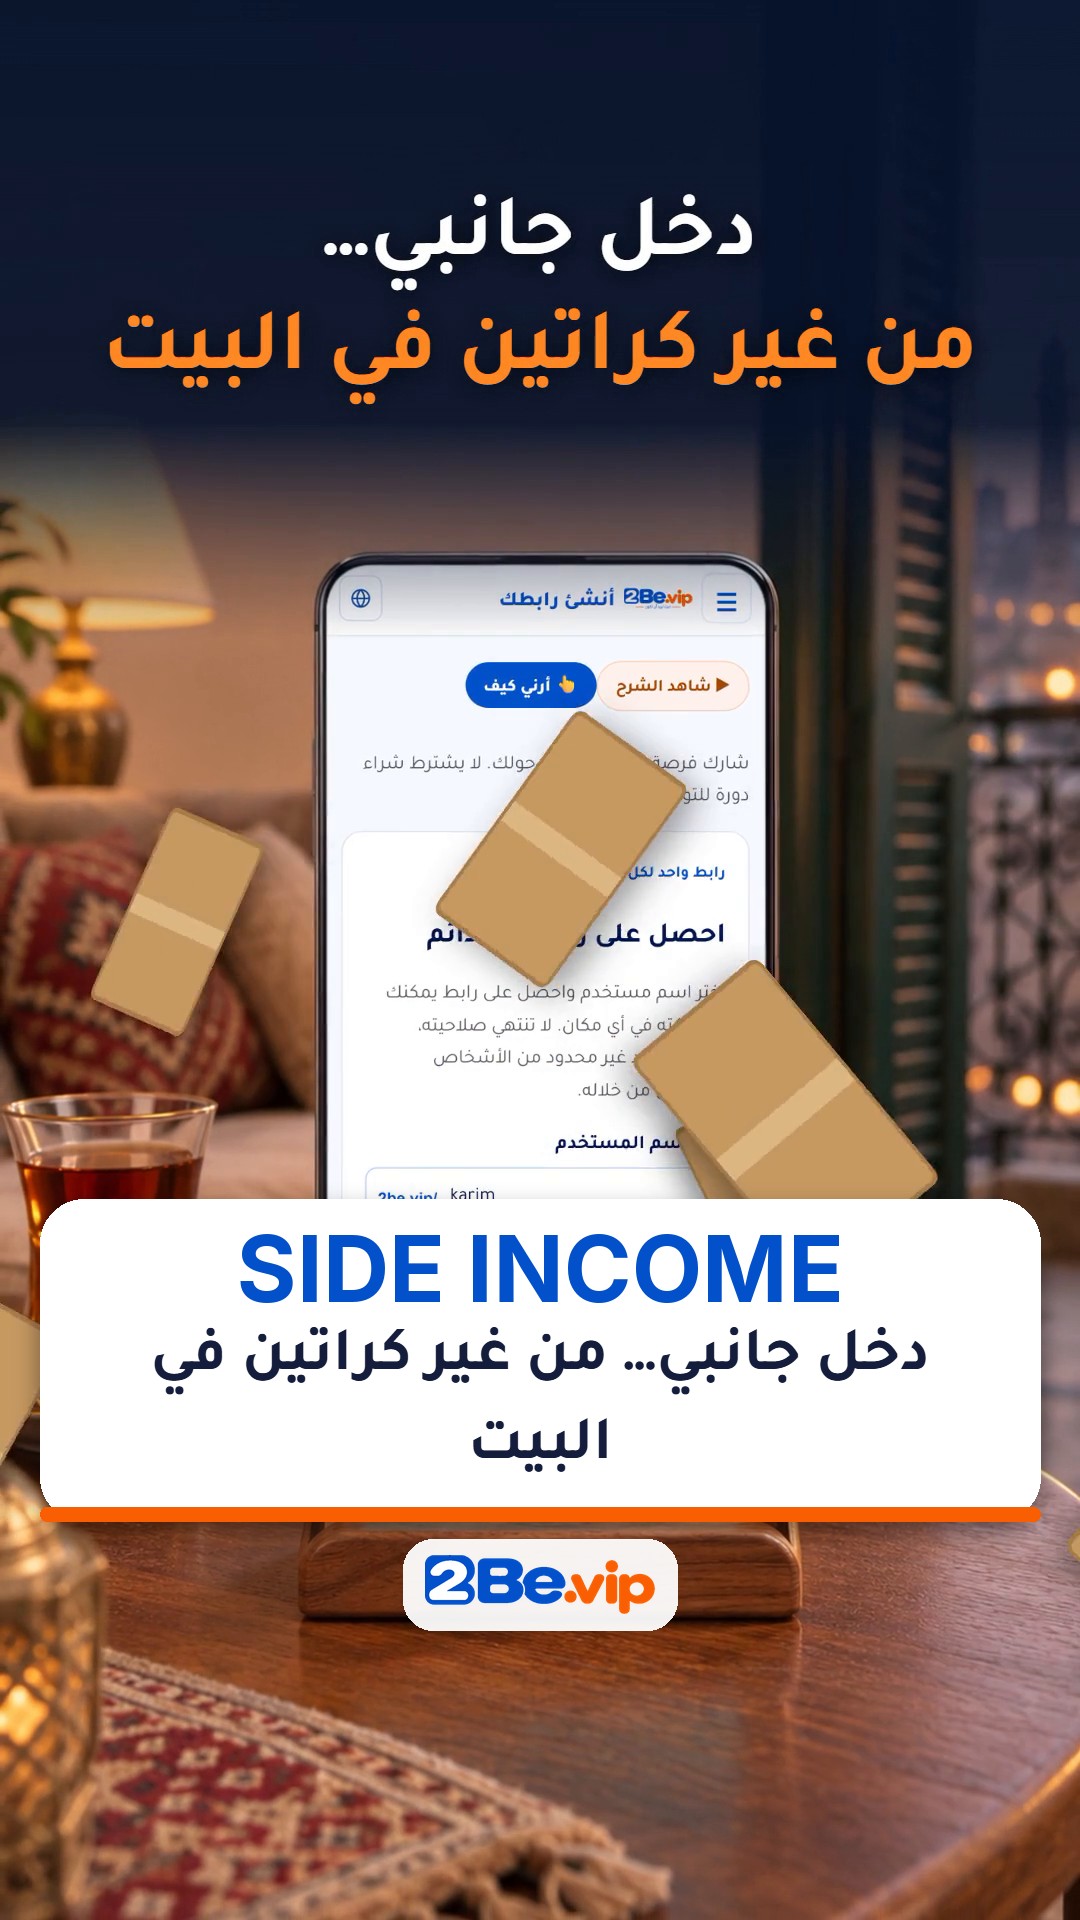 دخل جانبي...
من غير كراتين في البيت
2Be.vip أنشئ رابطك
شاهد الشرح
أرني كيف
شارك فرصة جولك. لا يشترط شراء
دورة
رابط واحد لكل
احصل على
اسم مستخدم واحصل على رابط يمكنك
في أي مكان. لا تنتهي صلاحيته،
غير محدود من الأشخاص
من خلاله.
المستخدم
2be.vip/ karim
SIDE INCOME
دخل جانبي... من غير كراتين في
البيت
2Be.vip